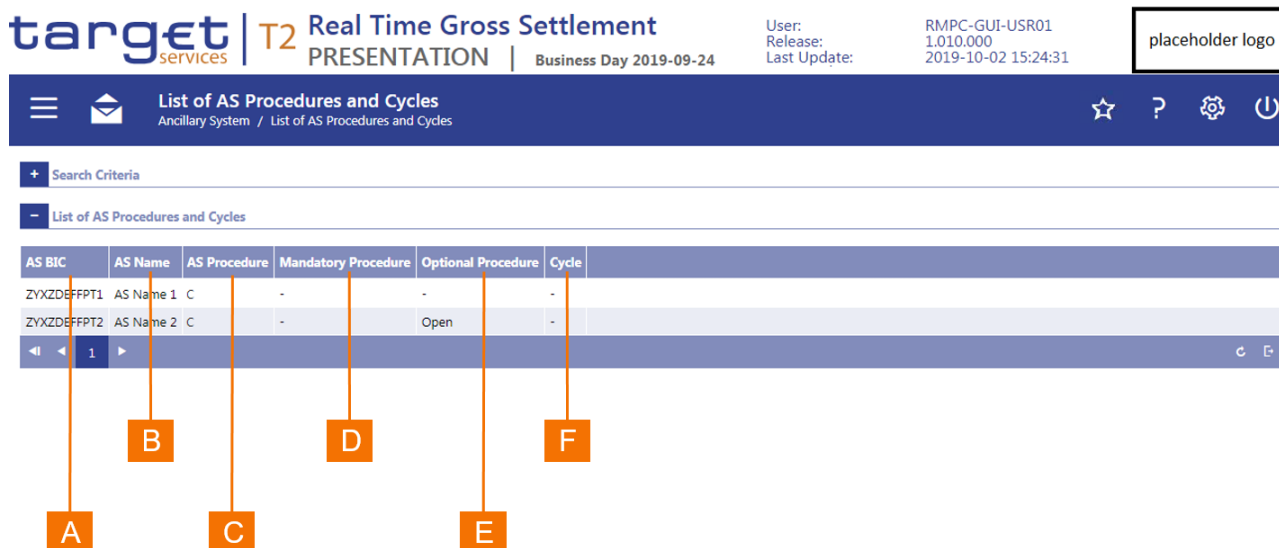 target services T2 Real Time Gross Settlement
PRESENTATION | Business Day 2019-09-24
User: RMPC-GUI-USR01
Release: 1.010.000
Last Update: 2019-10-02 15:24:31
placeholder logo
List of AS Procedures and Cycles
Ancillary System / List of AS Procedures and Cycles
?
+ Search Criteria
- List of AS Procedures and Cycles
AS BIC AS Name AS Procedure Mandatory Procedure Optional Procedure Cycle
ZYXZDEFFPT1 AS Name 1 C - - -
ZYXZDEFFPT2 AS Name 2 C - Open -
1
B D F
A C E